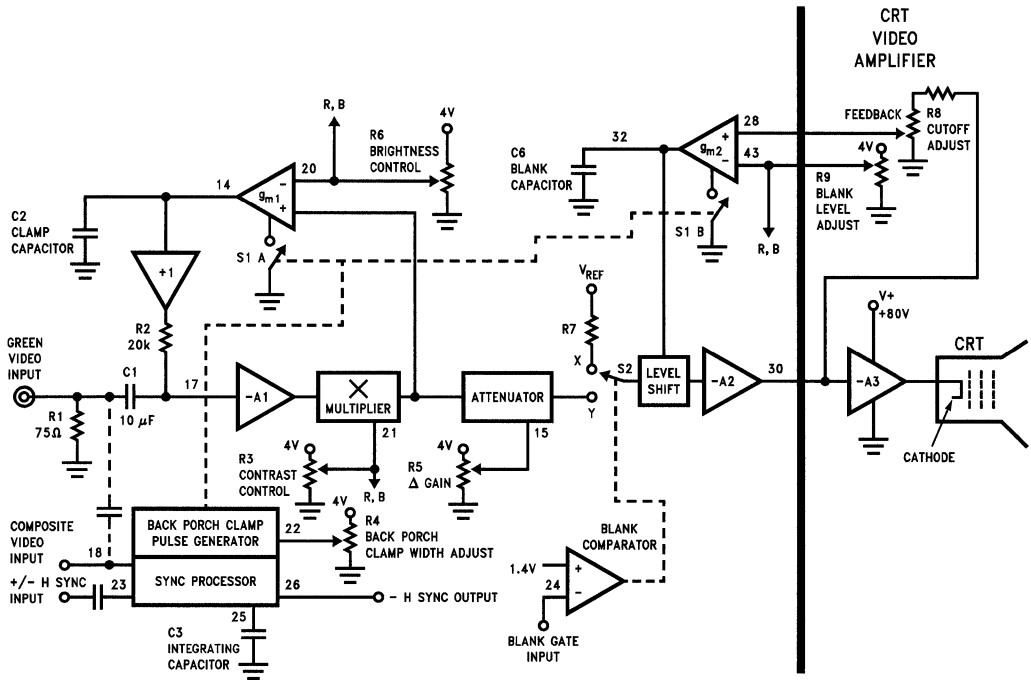 CRT
VIDEO
AMPLIFIER
R, B
4V
R6
BRIGHTNESS
CONTROL
20
14
gm1
-
+
C2
CLAMP
CAPACITOR
+1
S1 A
R2
20k
GREEN
VIDEO
INPUT
C1
10 μF
17
R1
75Ω
-A1
X
MULTIPLIER
21
4V
R3
CONTRAST
CONTROL
R, B
ATTENUATOR
15
4V
R5
Δ GAIN
32
C6
BLANK
CAPACITOR
gm2
+
-
28
43
S1 B
R, B
FEEDBACK
R8
CUTOFF
ADJUST
4V
R9
BLANK
LEVEL
ADJUST
VREF
R7
X
Y
S2
LEVEL
SHIFT
-A2
30
V+
+80V
-A3
CRT
CATHODE
COMPOSITE
VIDEO
INPUT
18
+/- H SYNC
INPUT
23
BACK PORCH CLAMP
PULSE GENERATOR
SYNC PROCESSOR
22
4V
R4
BACK PORCH
CLAMP WIDTH ADJUST
26
- H SYNC OUTPUT
25
C3
INTEGRATING
CAPACITOR
BLANK
COMPARATOR
1.4V
24
+
-
BLANK GATE
INPUT